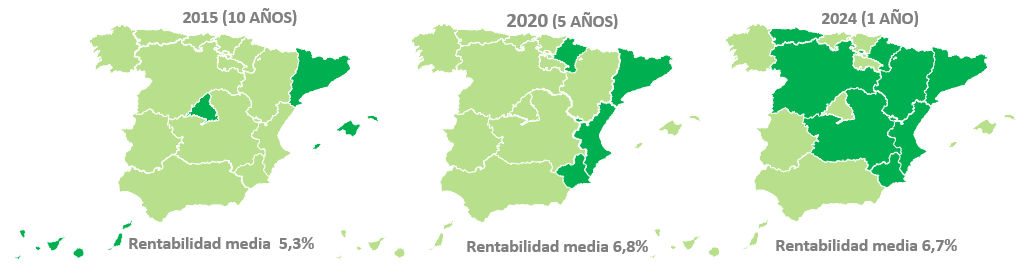 2015 (10 AÑOS)
2020 (5 AÑOS)
2024 (1 AÑO)
Rentabilidad media 5,3%
Rentabilidad media 6,8%
Rentabilidad media 6,7%